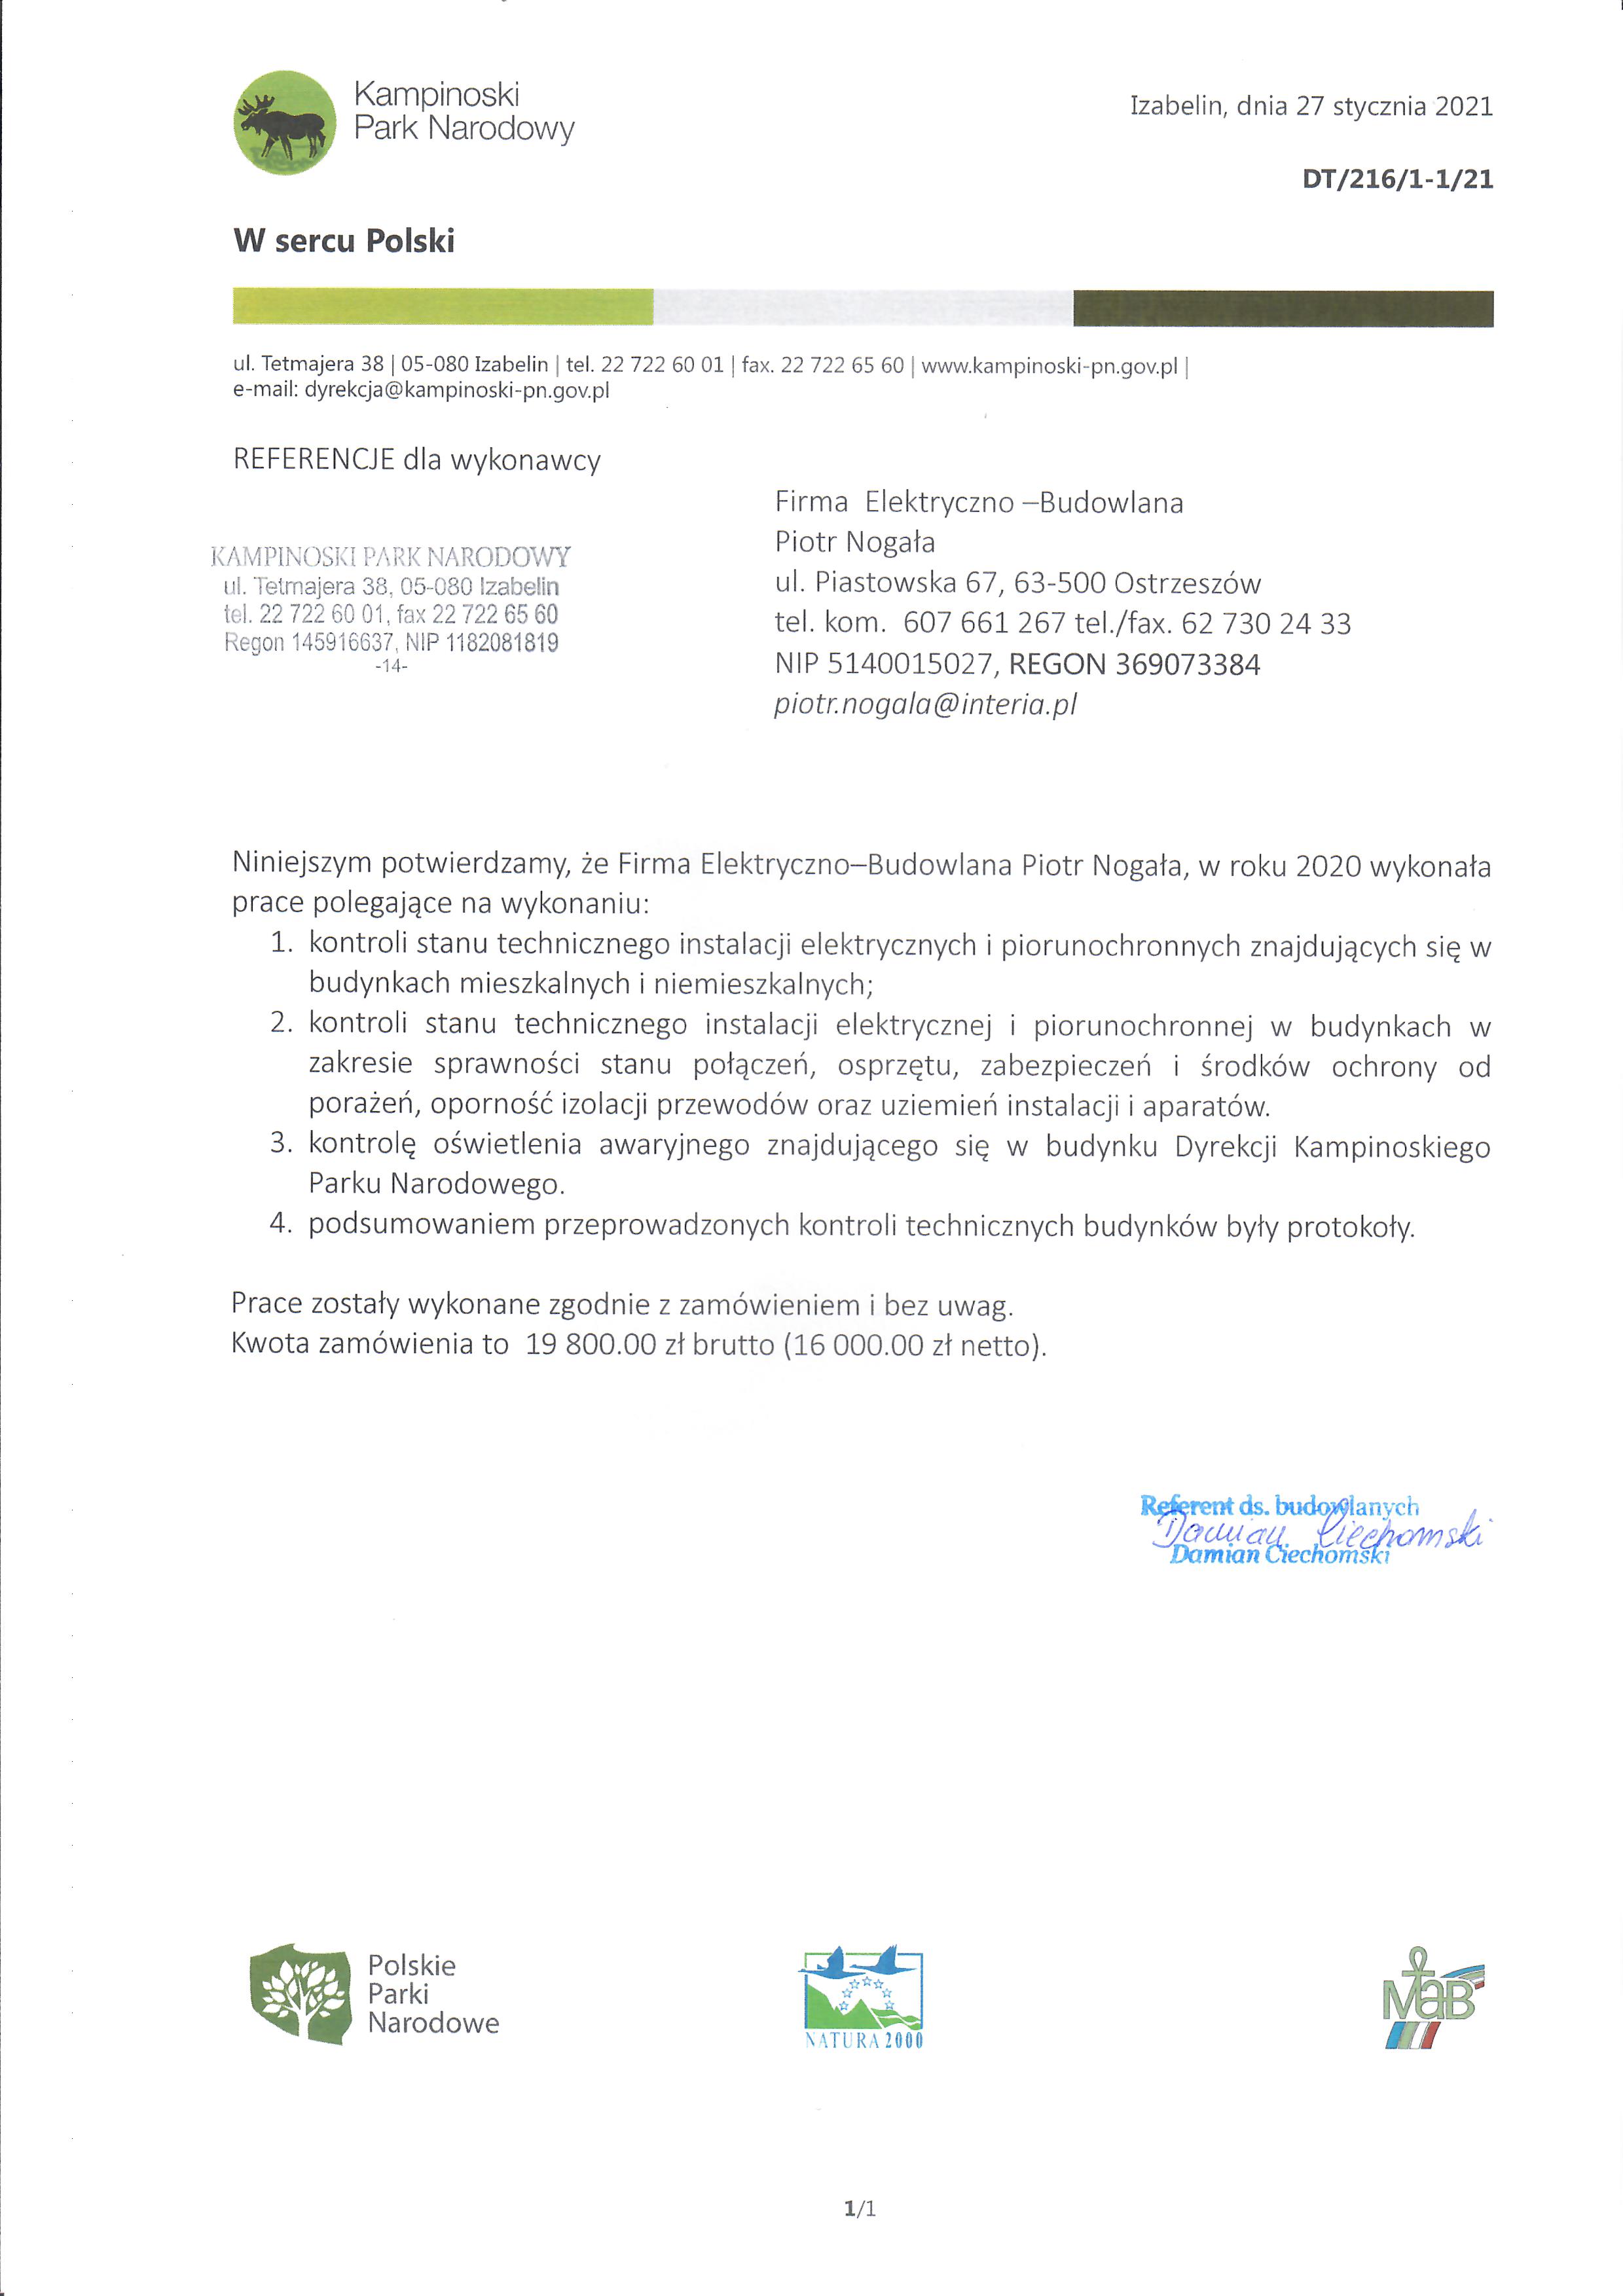 Kampinoski
Park Narodowy
Izabelin, dnia 27 stycznia 2021
DT/216/1-1/21
W sercu Polski
ul. Tetmajera 38 | 05-080 Izabelin | tel. 22 722 60 01 | fax. 22 722 65 60 | www.kampinoski-pn.gov.pl |
e-mail: dyrekcja@kampinoski-pn.gov.pl
REFERENCJE dla wykonawcy
Firma Elektryczno –Budowlana
Piotr Nogała
ul. Piastowska 67, 63-500 Ostrzeszów
tel. kom. 607 661 267 tel./fax. 62 730 24 33
NIP 5140015027, REGON 369073384
piotr.nogala@interia.pl
KAMPINOSKI PARK NARODOWY
ul. Tetmajera 38, 05-080 Izabelin
tel. 22 722 60 01, fax 22 722 65 60
Regon 145916637, NIP 1182081819
-14-
Niniejszym potwierdzamy, że Firma Elektryczno–Budowlana Piotr Nogała, w roku 2020 wykonała
prace polegające na wykonaniu:
1. kontroli stanu technicznego instalacji elektrycznych i piorunochronnych znajdujących się w
budynkach mieszkalnych i niemieszkalnych;
2. kontroli stanu technicznego instalacji elektrycznej i piorunochronnej w budynkach w
zakresie sprawności stanu połączeń, osprzętu, zabezpieczeń i środków ochrony od
porażeń, oporność izolacji przewodów oraz uziemień instalacji i aparatów.
3. kontrolę oświetlenia awaryjnego znajdującego się w budynku Dyrekcji Kampinoskiego
Parku Narodowego.
4. podsumowaniem przeprowadzonych kontroli technicznych budynków były protokoły.
Prace zostały wykonane zgodnie z zamówieniem i bez uwag.
Kwota zamówienia to 19 800.00 zł brutto (16 000.00 zł netto).
Referent ds. budowlanych
Damian Ciechomski
Damian Ciechomski
Polskie
Parki
Narodowe
NATURA 2000
MaB
1/1